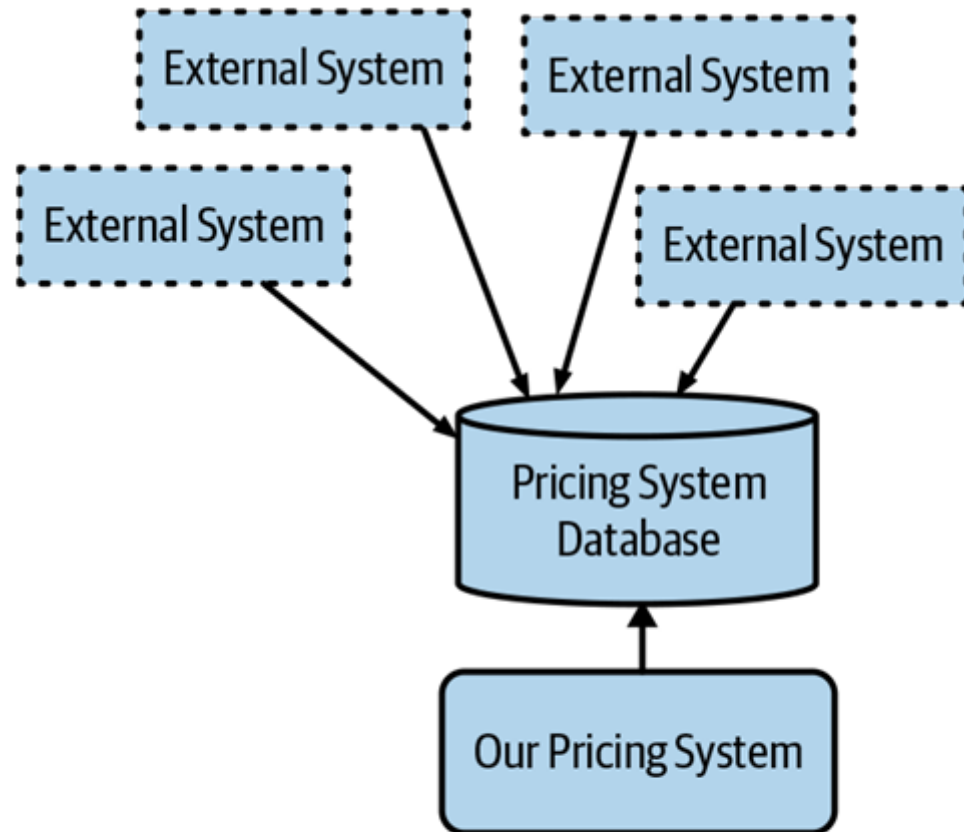 External System
External System
External System
External System
Pricing System
Database
Our Pricing System